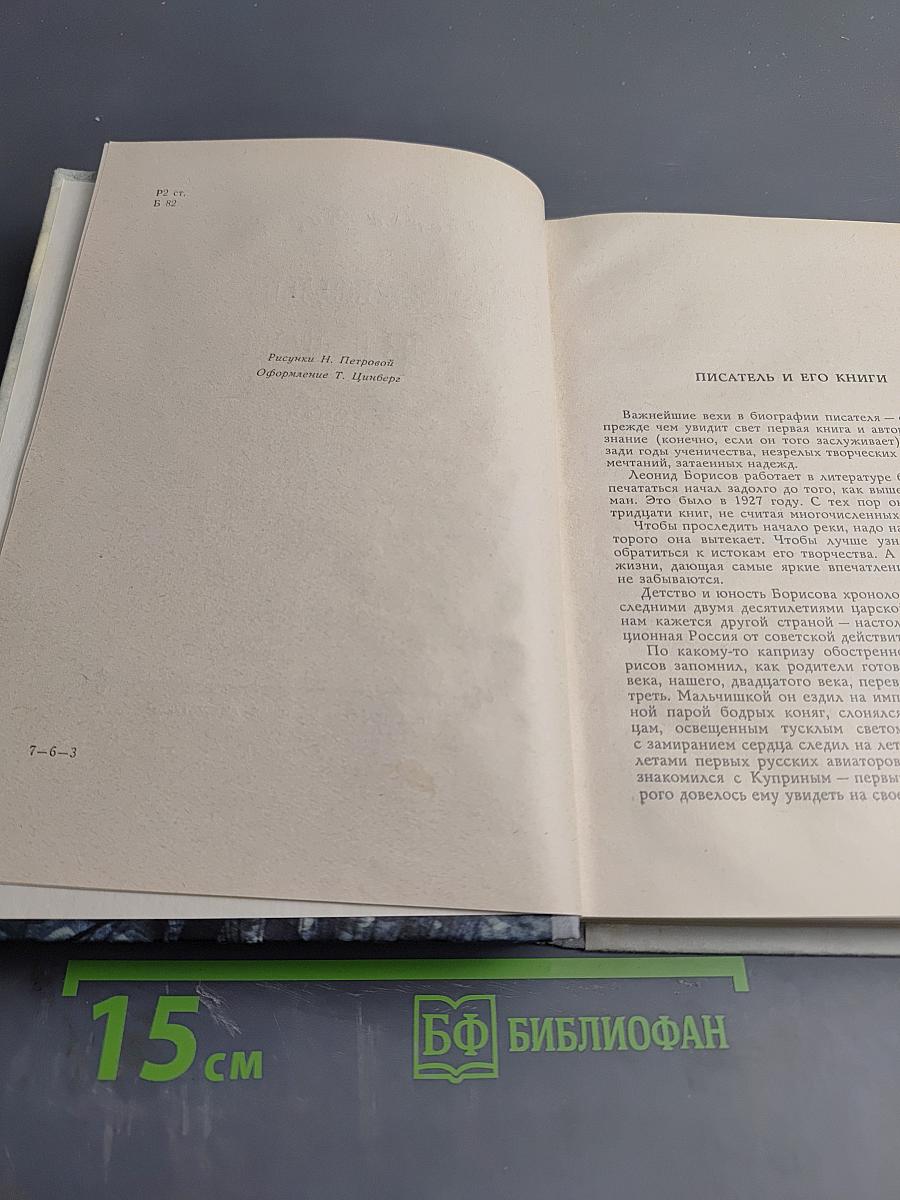 Р2 ст.
Б 82
Рисунки Н. Петровой
Оформление Т. Цинберг
7—6—3
ПИСАТЕЛЬ И ЕГО КНИГИ
Важнейшие вехи в биографии писателя —
прежде чем увидит свет первая книга и автор
знание (конечно, если он того заслуживает)
зади годы ученичества, незрелых творческих
мечтаний, затаенных надежд.
Леонид Борисов работает в литературе
печататься начал задолго до того, как выше
ман. Это было в 1927 году. С тех пор он
тридцати книг, не считая многочисленных
Чтобы проследить начало реки, надо на
торого она вытекает. Чтобы лучше узн
обратиться к истокам его творчества. А
жизни, дающая самые яркие впечатлени
не забываются.
Детство и юность Борисова хроноло
следними двумя десятилетиями царско
нам кажется другой страной — настол
ционная Россия от советской действит
По какому-то капризу обостренно
рисов запомнил, как родители готов
века, нашего, двадцатого века, перев
треть. Мальчишкой он ездил на имп
ной парой бодрых коняг, слонялся
цам, освещенным тусклым светом
с замиранием сердца следил на лет
летами первых русских авиаторов
знакомился с Куприным — первы
рого довелось ему увидеть на свое
15 см
БФ БИБЛИОФАН